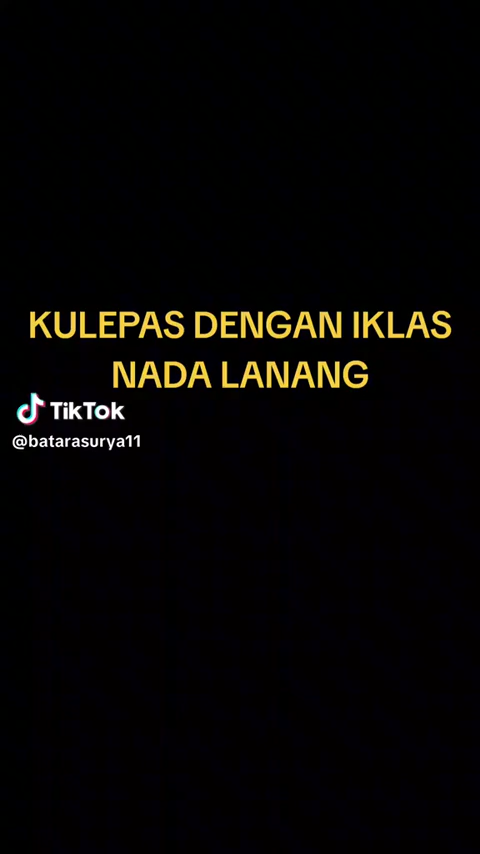 KULEPAS DENGAN IKLAS
NADA LANANG
TikTok
@batarasurya11